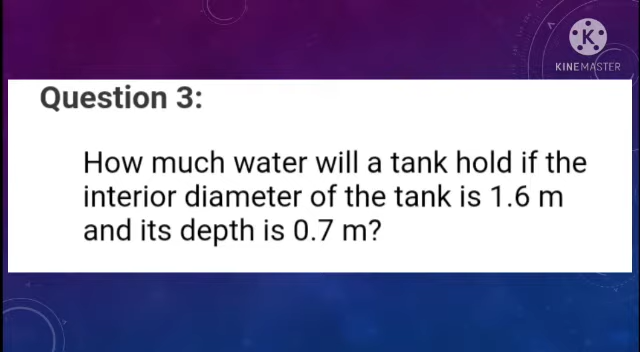 K
KINEMASTER
Question 3:
How much water will a tank hold if the
interior diameter of the tank is 1.6 m
and its depth is 0.7 m?